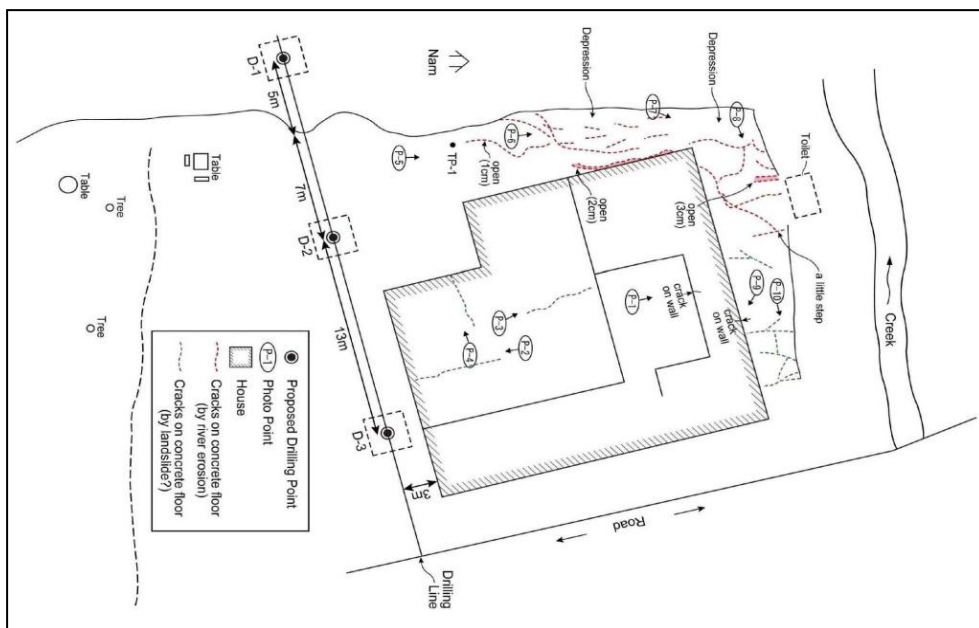 D-1
5m
7m
D-2
13m
D-3
3m
Drilling
Line
Road
Creek
Toilet
a little step
Depression
Depression
Nam
Table
Table
Tree
Tree
TP-1
open
(1cm)
open
(2cm)
open
(3cm)
P-1
P-2
P-3
P-4
P-5
P-6
P-7
P-8
P-9
P-10
crack
on wall
crack
on wall
Proposed Drilling Point
P-1
Photo Point
House
Cracks on concrete floor
(by river erosion)
Cracks on concrete floor
(by landslide?)